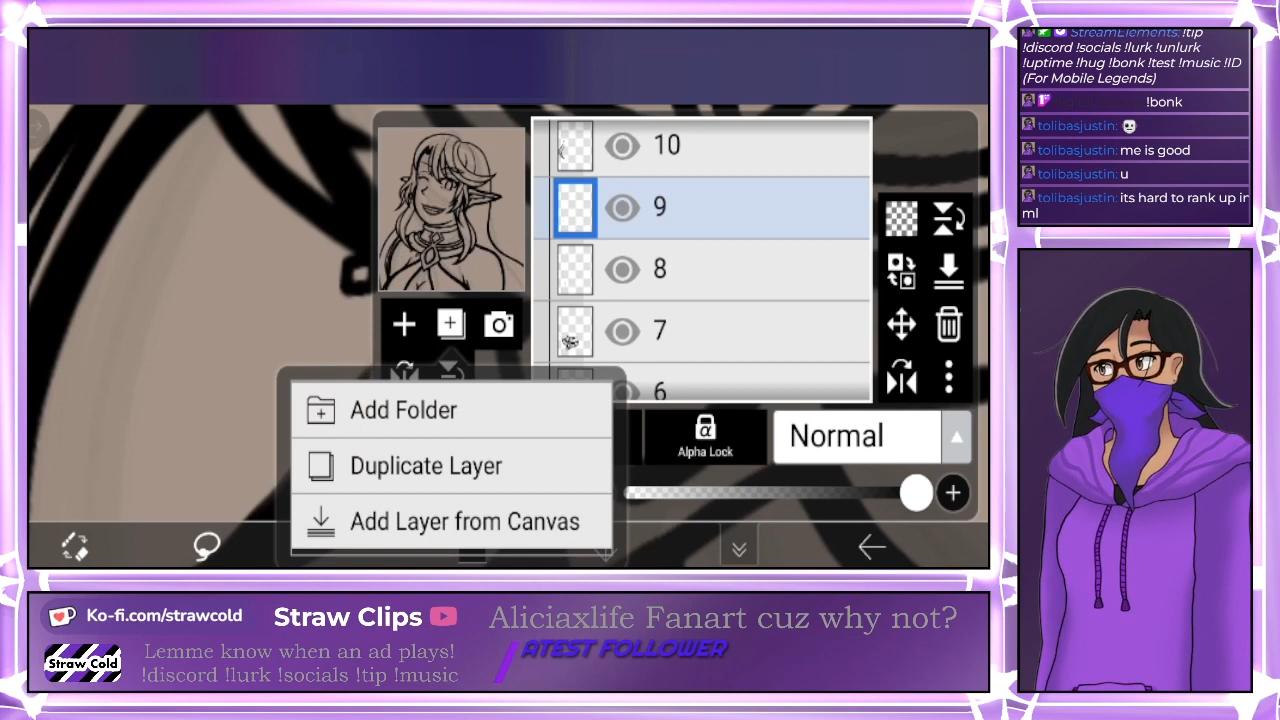 10
9
8
7
6
Add Folder
Duplicate Layer
Add Layer from Canvas
α
Alpha Lock
Normal
StreamElements: !tip
!discord !socials !lurk !unlurk
!uptime !hug !bonk !test !music !ID
(For Mobile Legends)
!bonk
tolibasjustin:
tolibasjustin: me is good
tolibasjustin: u
tolibasjustin: its hard to rank up in
ml
Ko-fi.com/strawcold
Straw Clips
Aliciaxlife Fanart cuz why not?
Straw Cold
Lemme know when an ad plays!
!discord !lurk !socials !tip !music
ATEST FOLLOWER